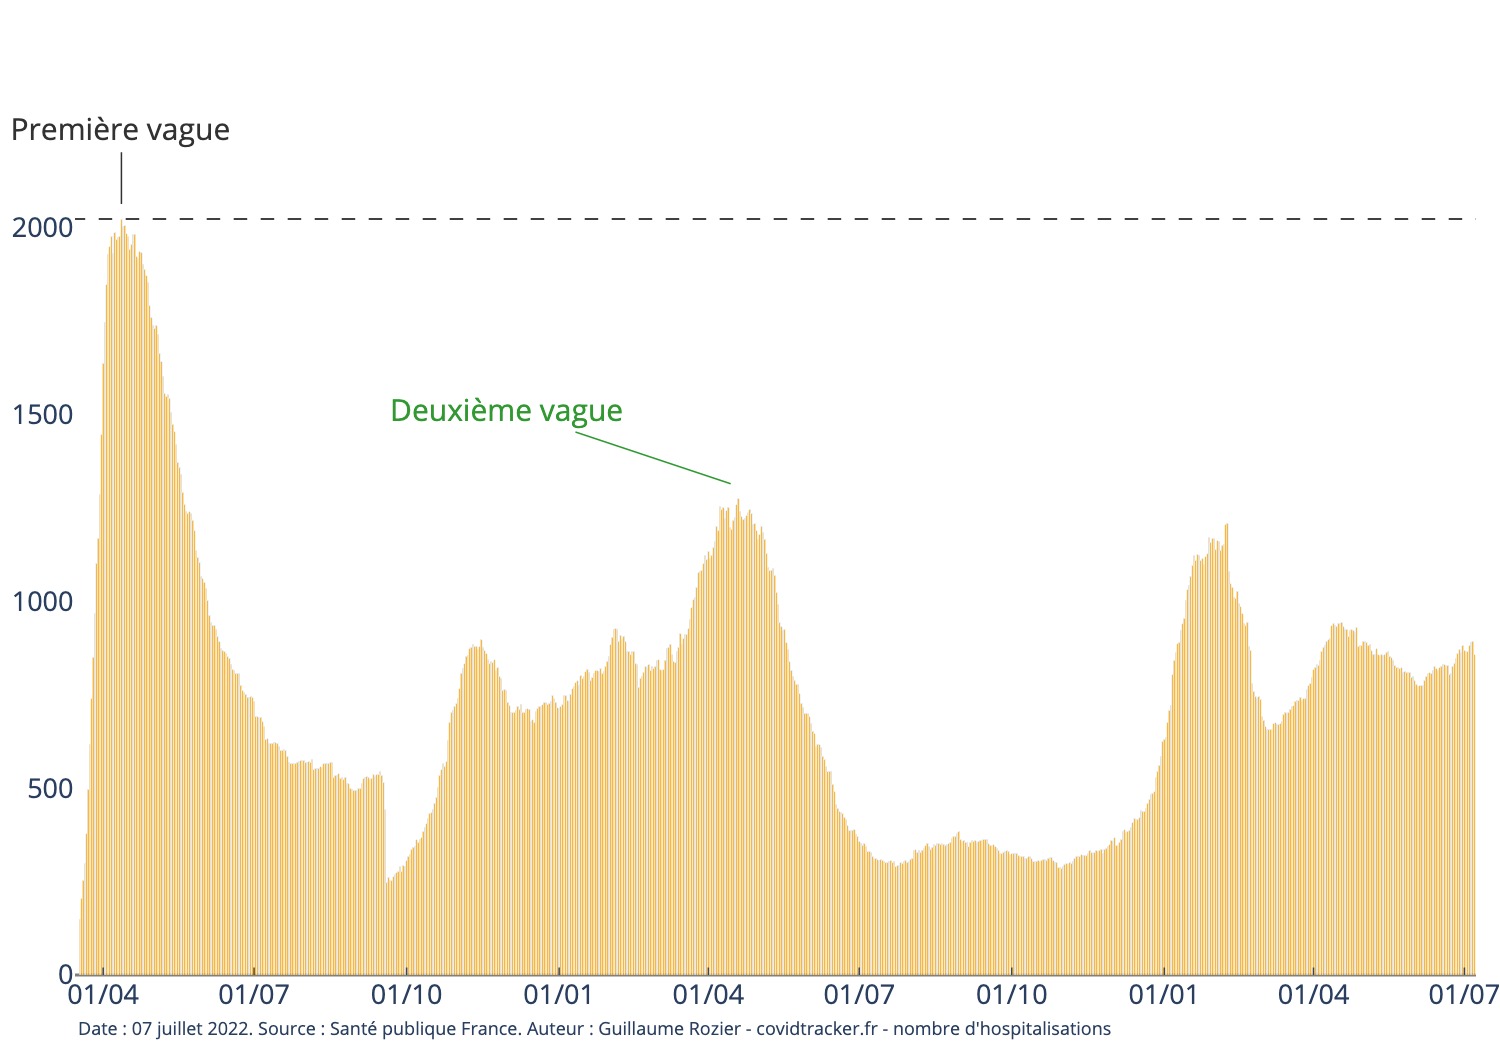 Première vague
2000
1500
Deuxième vague
1000
500
0
01/04 01/07 01/10 01/01 01/04 01/07 01/10 01/01 01/04 01/07
Date : 07 juillet 2022. Source : Santé publique France. Auteur : Guillaume Rozier - covidtracker.fr - nombre d'hospitalisations